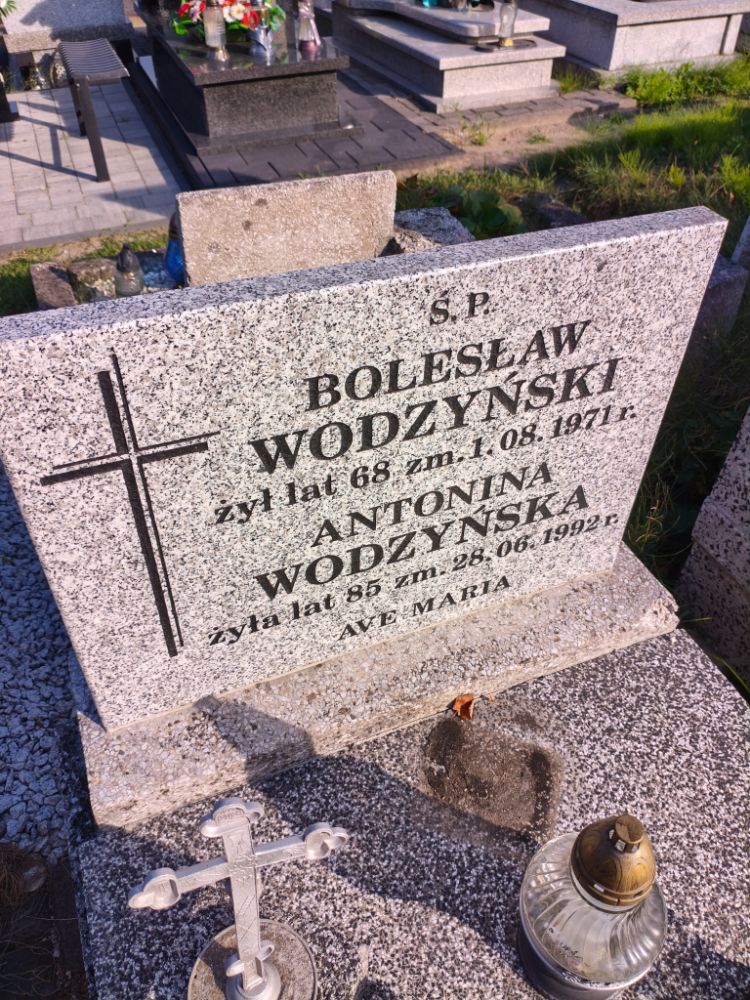 Ś. P.
BOLESŁAW
WODZYŃSKI
żył lat 68 zm. 1. 08. 1971 r.
ANTONINA
WODZYŃSKA
żyła lat 85 zm. 28. 06. 1992 r.
AVE MARIA